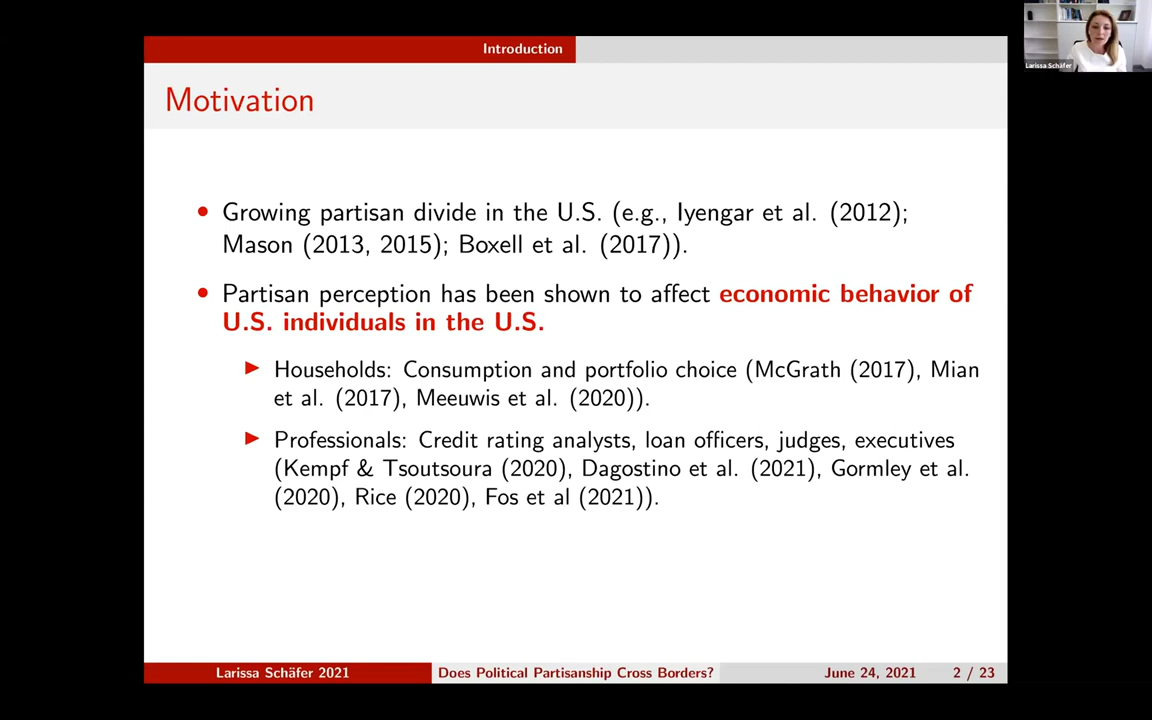 Introduction
Larissa Schäfer
Motivation
• Growing partisan divide in the U.S. (e.g., Iyengar et al. (2012);
Mason (2013, 2015); Boxell et al. (2017)).
• Partisan perception has been shown to affect economic behavior of
U.S. individuals in the U.S.
▶ Households: Consumption and portfolio choice (McGrath (2017), Mian
et al. (2017), Meeuwis et al. (2020)).
▶ Professionals: Credit rating analysts, loan officers, judges, executives
(Kempf & Tsoutsoura (2020), Dagostino et al. (2021), Gormley et al.
(2020), Rice (2020), Fos et al (2021)).
Larissa Schäfer 2021 Does Political Partisanship Cross Borders? June 24, 2021 2 / 23